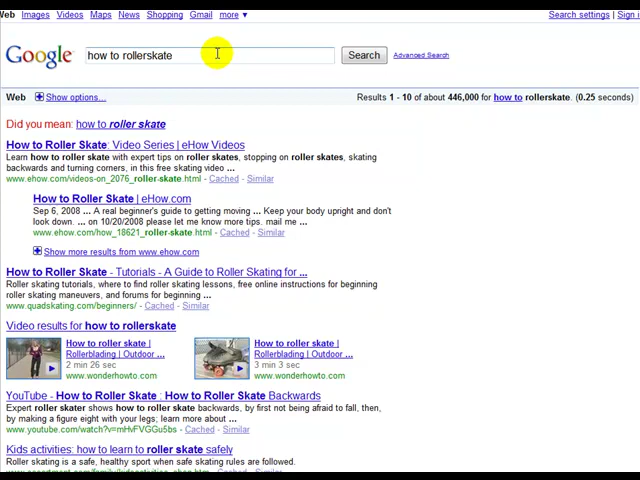 Web Images Videos Maps News Shopping Gmail more ▼ Search settings | Sign i
Google how to rollerskate Search Advanced Search
Web Show options... Results 1 - 10 of about 446,000 for how to rollerskate. (0.25 seconds)
Did you mean: how to roller skate
How to Roller Skate: Video Series | eHow Videos
Learn how to roller skate with expert tips on roller skates, stopping on roller skates, skating
backwards and turning corners, in this free skating video ...
www.ehow.com/videos-on_2076_roller-skate.html - Cached - Similar
How to Roller Skate | eHow.com
Sep 6, 2008 ... A real beginner's guide to getting moving ... Keep your body upright and don't
look down. ... on 10/20/2008 please let me know more tips. mail me ...
www.ehow.com/how_18621_roller-skate.html - Cached - Similar
Show more results from www.ehow.com
How to Roller Skate - Tutorials - A Guide to Roller Skating for ...
Roller skating tutorials, where to find roller skating lessons, free online instructions for beginning
roller skating maneuvers, and forums for beginning ...
www.quadskating.com/beginners/ - Cached - Similar
Video results for how to rollerskate
How to rollerskate | How to rollerskate |
Rollerblading | Outdoor ... Rollerblading | Outdoor ...
2 min 26 sec 3 min 3 sec
www.wonderhowto.com www.wonderhowto.com
YouTube - How to Roller Skate : How to Roller Skate Backwards
Expert roller skater shows how to roller skate backwards, by first not being afraid to fall, then,
by making a figure eight with your legs; learn more about ...
www.youtube.com/watch?v=mHvFVGGu5bs - Cached - Similar
Kids activities: how to learn to roller skate safely
Roller skating is a safe, healthy sport when safe skating rules are followed.